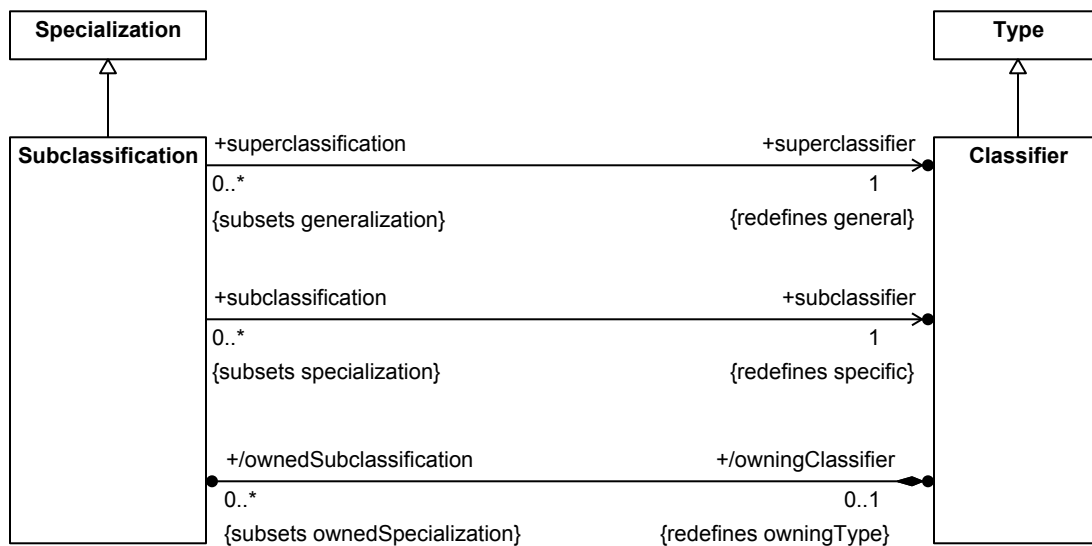 Specialization
Type
Subclassification
Classifier
+superclassification
+superclassifier
0..*
1
{subsets generalization}
{redefines general}
+subclassification
+subclassifier
0..*
1
{subsets specialization}
{redefines specific}
+/ownedSubclassification
+/owningClassifier
0..*
0..1
{subsets ownedSpecialization}
{redefines owningType}